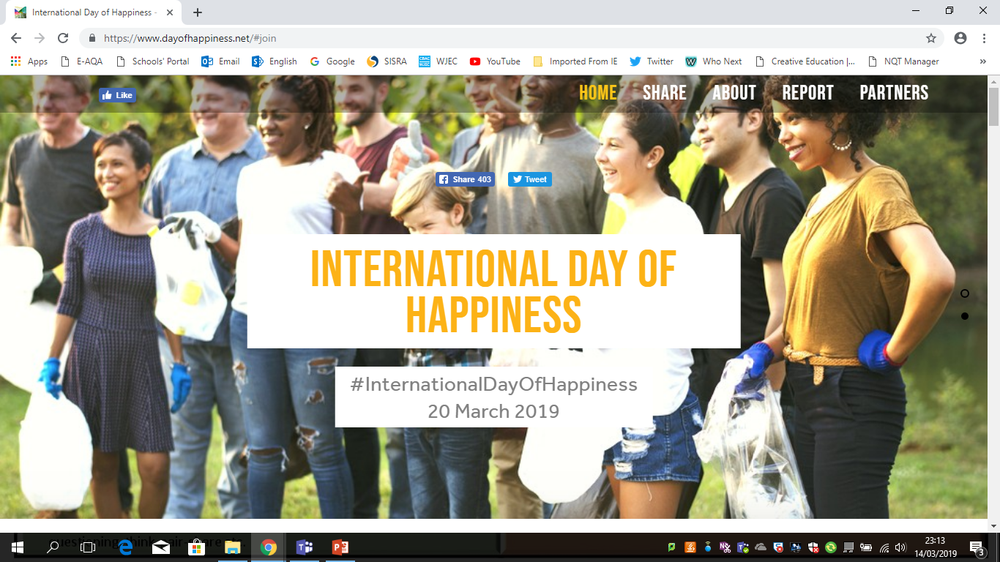 International Day of Happiness -
https://www.dayofhappiness.net/#join
Apps E-AQA Schools' Portal Email English Google SISRA WJEC YouTube Imported From IE Twitter Who Next Creative Education |... NQT Manager »
Like
HOME SHARE ABOUT REPORT PARTNERS
Share 403 Tweet
INTERNATIONAL DAY OF
HAPPINESS
#InternationalDayOfHappiness
20 March 2019
23:13
14/03/2019
3